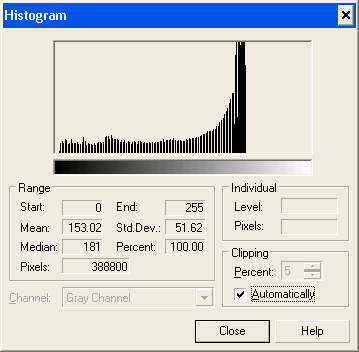 Histogram
Range
Start: 0 End: 255
Mean: 153.02 Std.Dev.: 51.62
Median: 181 Percent: 100.00
Pixels: 388800
Individual
Level:
Pixels:
Clipping
Percent: 5
Automatically
Channel: Gray Channel
Close Help